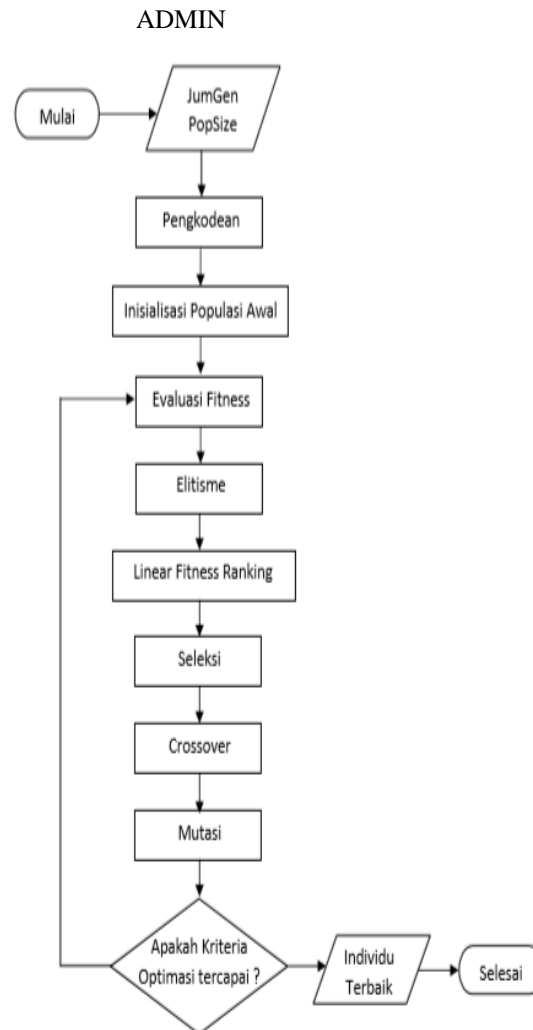 ADMIN
Mulai
JumGen
PopSize
Pengkodean
Inisialisasi Populasi Awal
Evaluasi Fitness
Elitisme
Linear Fitness Ranking
Seleksi
Crossover
Mutasi
Apakah Kriteria
Optimasi tercapai ?
Individu
Terbaik
Selesai